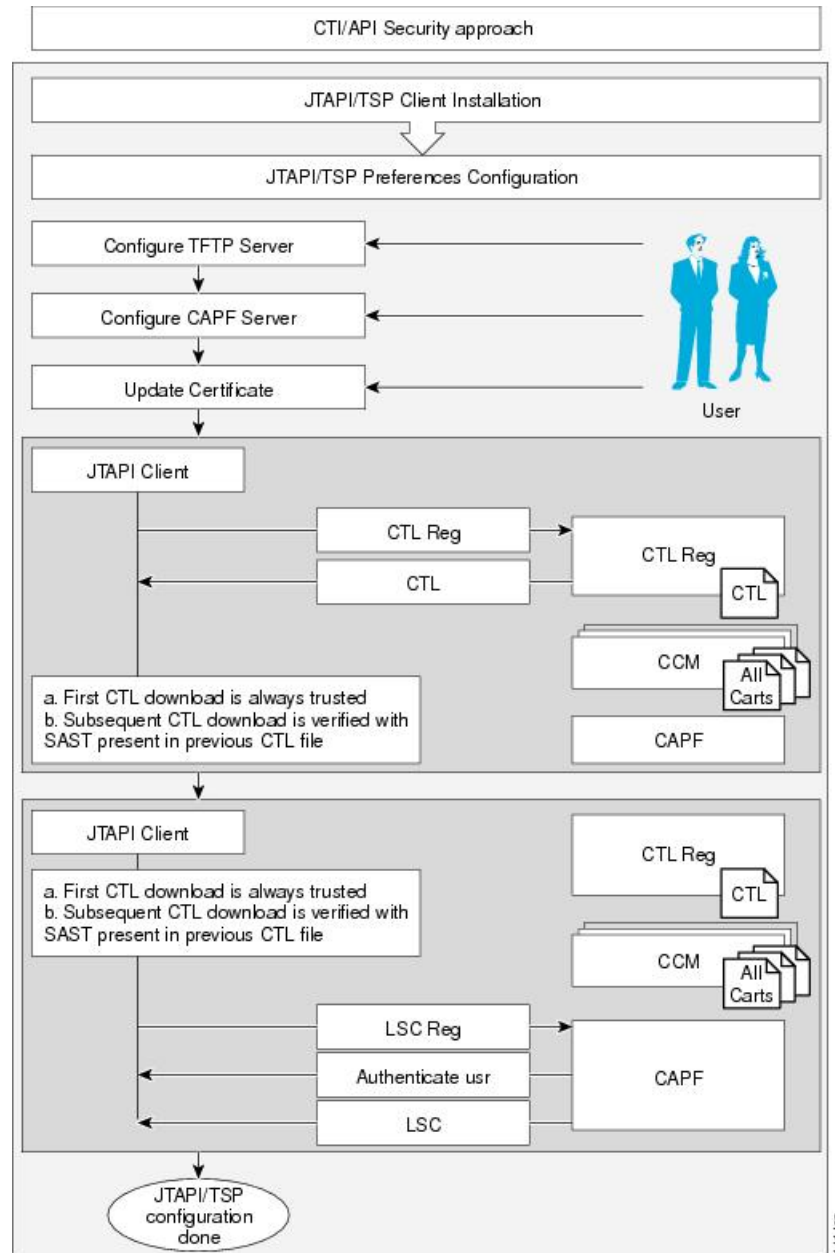 CTI/API Security approach
JTAPI/TSP Client Installation
JTAPI/TSP Preferences Configuration
Configure TFTP Server
Configure CAPF Server
Update Certificate
User
JTAPI Client
CTL Reg
CTL Reg
CTL
CTL
CCM
All
Carts
a. First CTL download is always trusted
b. Subsequent CTL download is verified with
SAST present in previous CTL file
CAPF
JTAPI Client
CTL Reg
a. First CTL download is always trusted
b. Subsequent CTL download is verified with
SAST present in previous CTL file
CTL
CCM
All
Carts
LSC Reg
Authenticate usr
CAPF
LSC
JTAPI/TSP
configuration
done